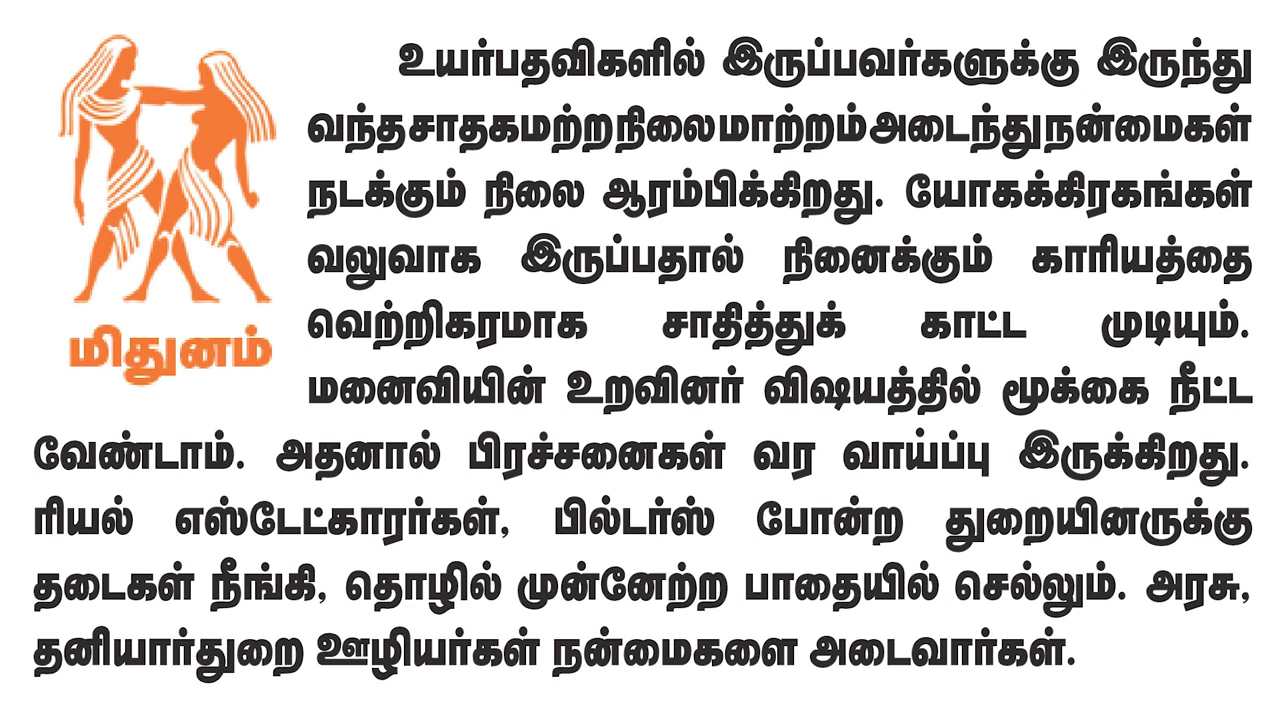 உயர்பதவிகளில் இருப்பவர்களுக்கு இருந்து
வந்த சாதகமற்ற நிலை மாற்றம் அடைந்து நன்மைகள்
நடக்கும் நிலை ஆரம்பிக்கிறது. யோகக்கிரகங்கள்
வலுவாக இருப்பதால் நினைக்கும் காரியத்தை
வெற்றிகரமாக சாதித்துக் காட்ட முடியும்.
மிதுனம்
மனைவியின் உறவினர் விஷயத்தில் மூக்கை நீட்ட
வேண்டாம். அதனால் பிரச்சனைகள் வர வாய்ப்பு இருக்கிறது.
ரியல் எஸ்டேட்காரர்கள், பில்டர்ஸ் போன்ற துறையினருக்கு
தடைகள் நீங்கி, தொழில் முன்னேற்ற பாதையில் செல்லும். அரசு,
தனியார்துறை ஊழியர்கள் நன்மைகளை அடைவார்கள்.